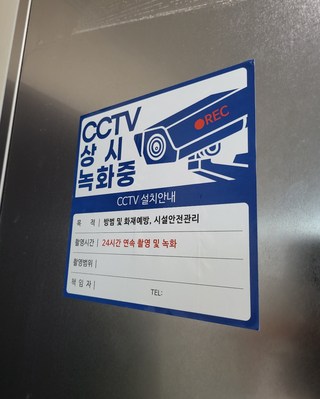 CCTV
상 시
녹화중
REC
CCTV 설치안내
목 적 | 방범 및 화재예방, 시설안전관리
촬영시간 | 24시간 연속 촬영 및 녹화
촬영범위 |
책 임 자 | TEL: